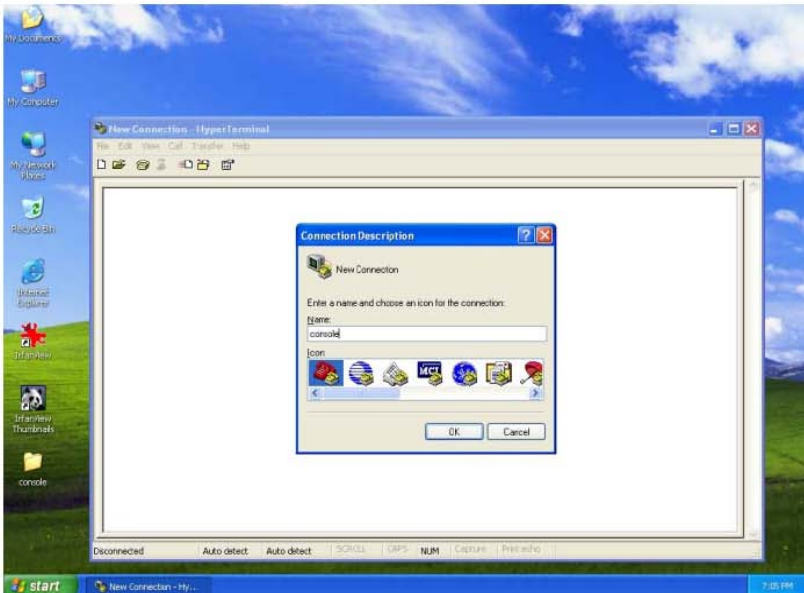 My Documents
My Computer
My Network
Places
Recycle Bin
Internet
Explorer
IrfanView
IrfanView
Thumbnails
console
New Connection - HyperTerminal
File Edit View Call Transfer Help
Connection Description
New Connection
Enter a name and choose an icon for the connection:
Name:
console
Icon:
MCI
OK Cancel
Disconnected Auto detect Auto detect SCROLL CAPS NUM Capture Print echo
start New Connection - Hy... 7:05 PM